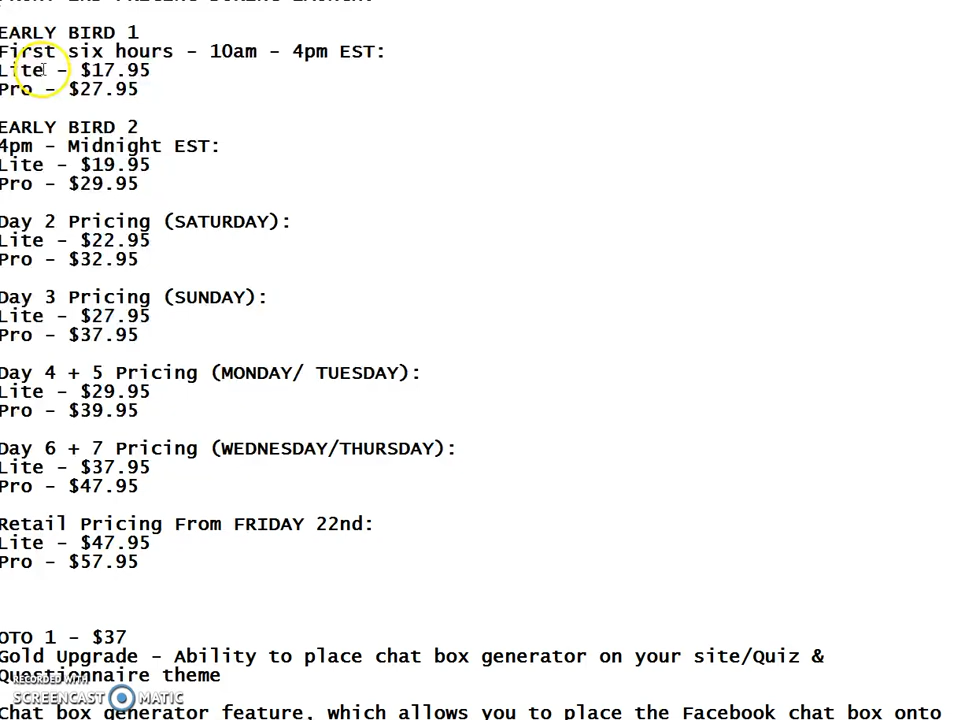 EARLY BIRD 1
First six hours - 10am - 4pm EST:
Lite - $17.95
Pro - $27.95
EARLY BIRD 2
4pm - Midnight EST:
Lite - $19.95
Pro - $29.95
Day 2 Pricing (SATURDAY):
Lite - $22.95
Pro - $32.95
Day 3 Pricing (SUNDAY):
Lite - $27.95
Pro - $37.95
Day 4 + 5 Pricing (MONDAY/ TUESDAY):
Lite - $29.95
Pro - $39.95
Day 6 + 7 Pricing (WEDNESDAY/THURSDAY):
Lite - $37.95
Pro - $47.95
Retail Pricing From FRIDAY 22nd:
Lite - $47.95
Pro - $57.95
OTO 1 - $37
Gold Upgrade - Ability to place chat box generator on your site/Quiz &
Questionnaire theme
RECORDED WITH
SCREENCAST MATIC
Chat box generator feature, which allows you to place the Facebook chat box onto